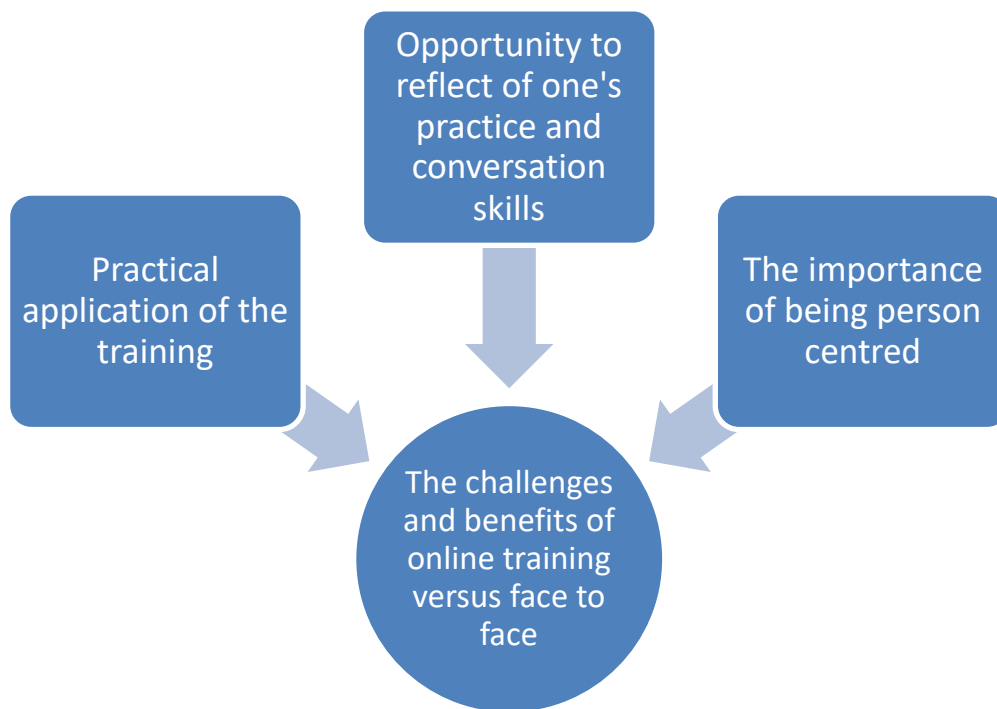 Opportunity to
reflect of one's
practice and
conversation
skills
Practical
application of the
training
The importance
of being person
centred
The challenges
and benefits of
online training
versus face to
face